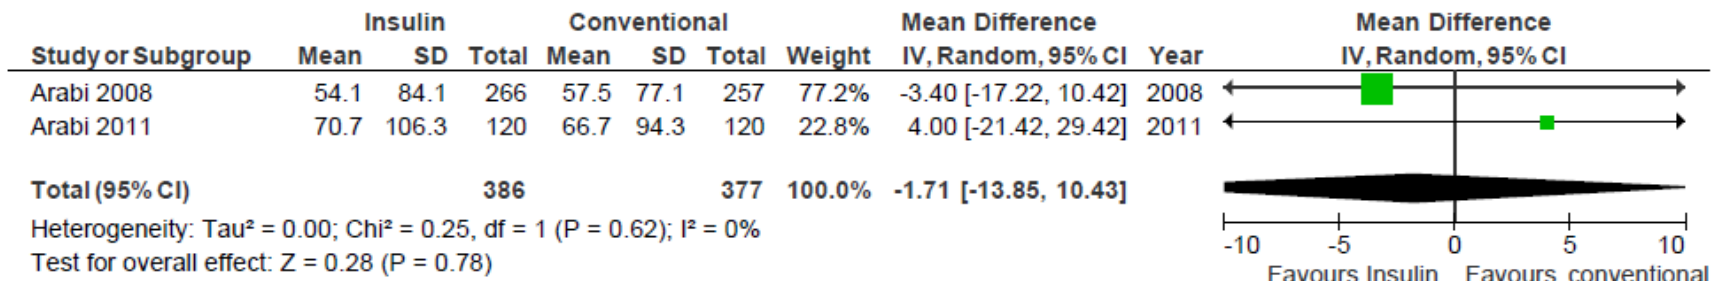 Insulin Conventional Mean Difference Mean Difference
Study or Subgroup Mean SD Total Mean SD Total Weight IV, Random, 95% CI Year IV, Random, 95% CI
Arabi 2008 54.1 84.1 266 57.5 77.1 257 77.2% -3.40 [-17.22, 10.42] 2008
Arabi 2011 70.7 106.3 120 66.7 94.3 120 22.8% 4.00 [-21.42, 29.42] 2011
Total (95% CI) 386 377 100.0% -1.71 [-13.85, 10.43]
Heterogeneity: Tau² = 0.00; Chi² = 0.25, df = 1 (P = 0.62); I² = 0%
Test for overall effect: Z = 0.28 (P = 0.78)
-10 -5 0 5 10
Favours Insulin Favours conventional